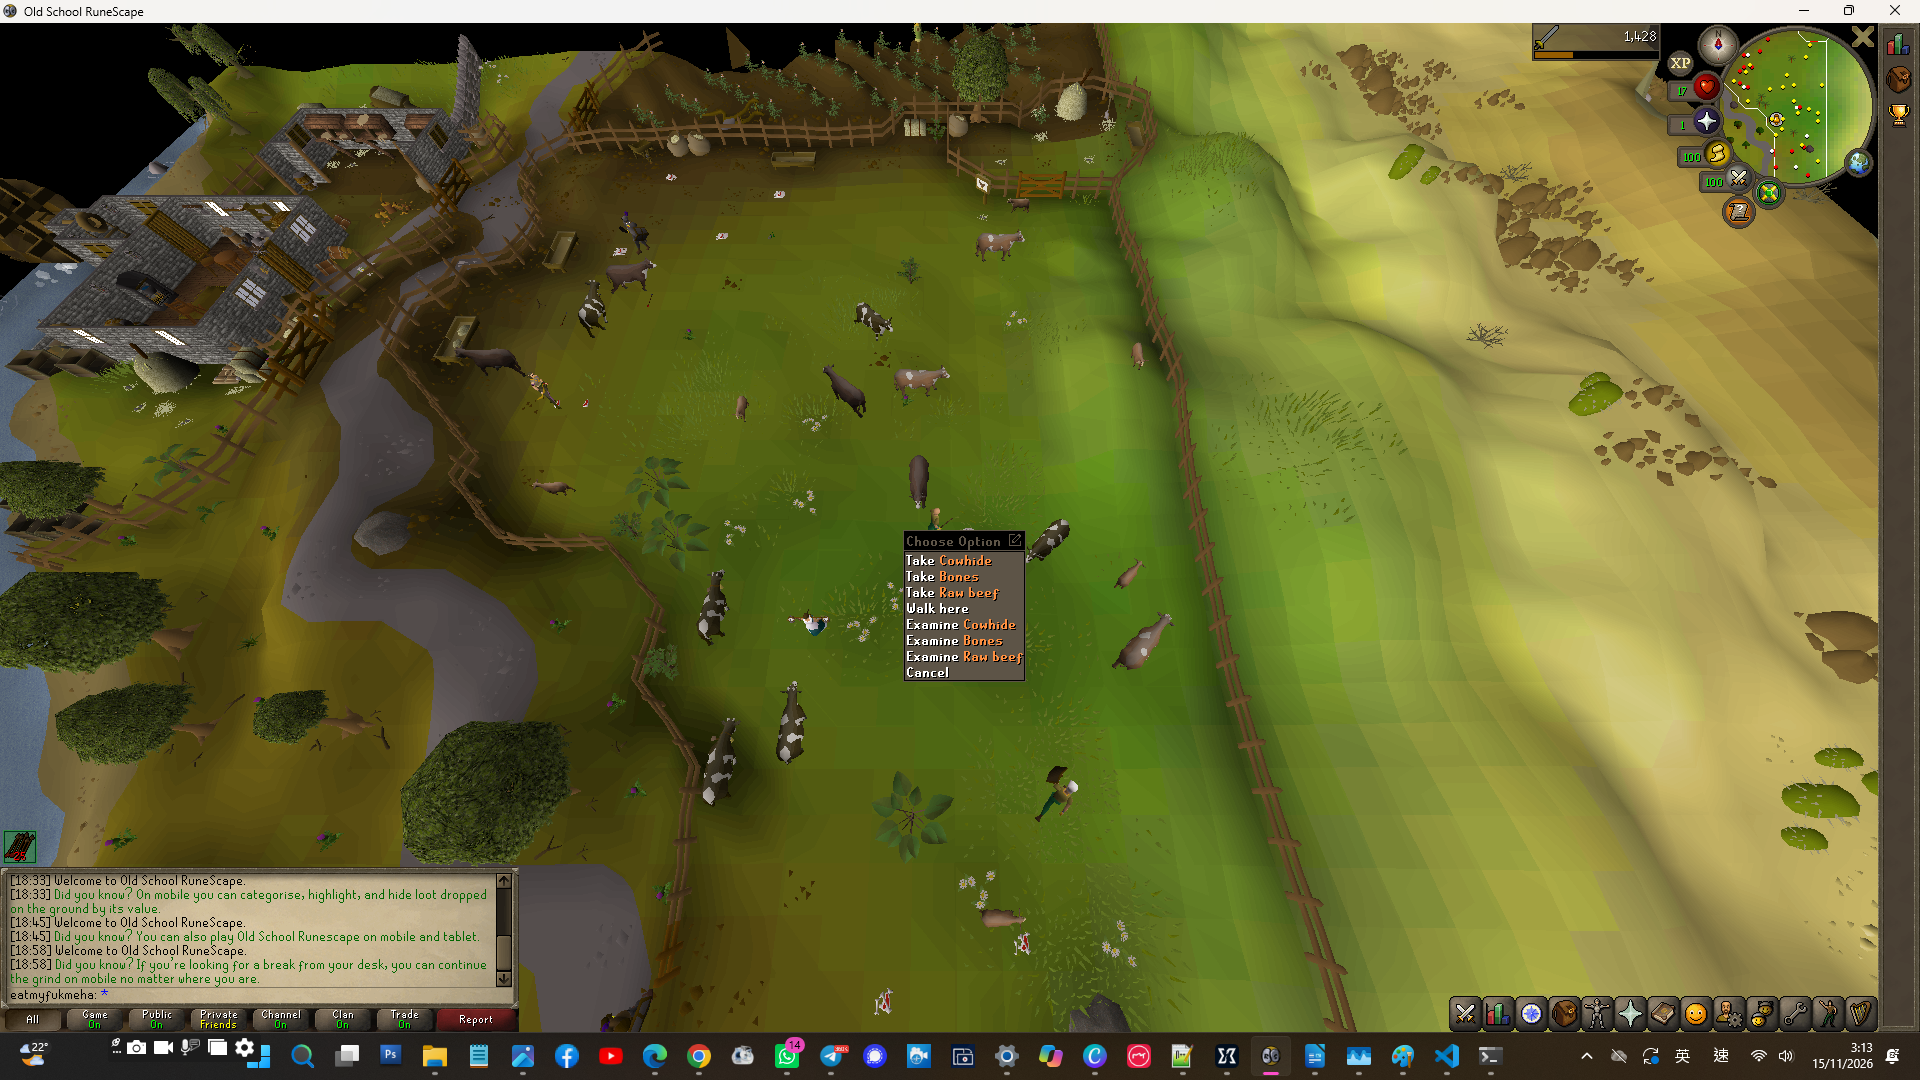 Old School RuneScape
1,428
N
XP
17
1
100
100
Choose Option
Take Cowhide
Take Bones
Take Raw beef
Walk here
Examine Cowhide
Examine Bones
Examine Raw beef
Cancel
[18:33] Welcome to Old School RuneScape.
[18:33] Did you know? On mobile you can categorise, highlight, and hide loot dropped
on the ground by its value.
[18:45] Welcome to Old School RuneScape.
[18:45] Did you know? You can also play Old School Runescape on mobile and tablet.
[18:58] Welcome to Old School RuneScape.
[18:58] Did you know? If you're looking for a break from your desk, you can continue
the grind on mobile no matter where you are.
eatmyfukmeha: *
All
Game
On
Public
On
Private
Friends
Channel
On
Clan
On
Trade
On
Report
22°
Ps
14
英
速
3:13
15/11/2026